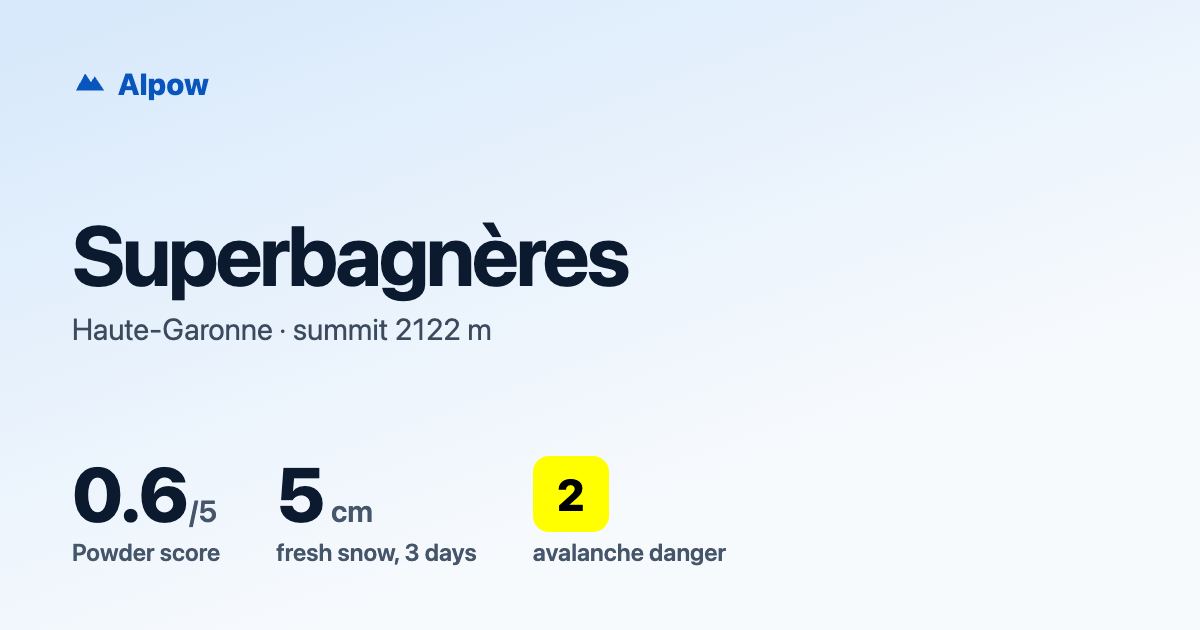 Alpow
Superbagnères
Haute-Garonne · summit 2122 m
0.6/5
Powder score
5 cm
fresh snow, 3 days
2
avalanche danger